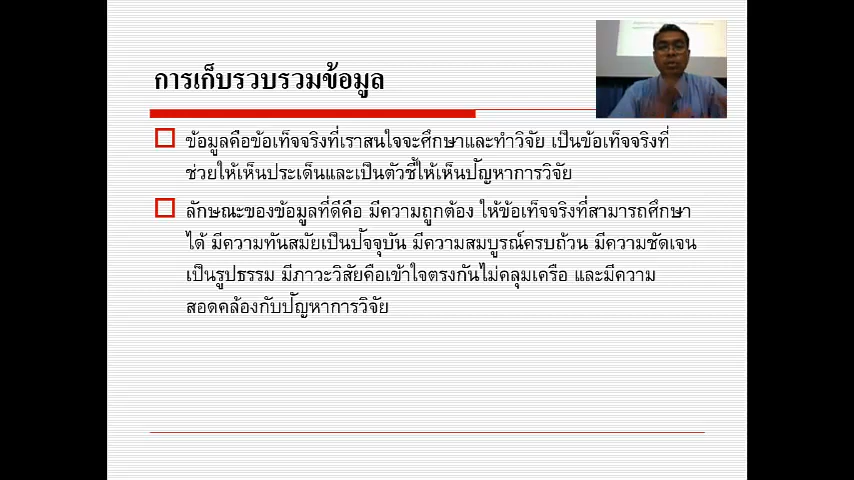 การเก็บรวบรวมข้อมูล
ข้อมูลคือข้อเท็จจริงที่เราสนใจจะศึกษาและทำวิจัย เป็นข้อเท็จจริงที่
ช่วยให้เห็นประเด็นและเป็นตัวชี้ให้เห็นปัญหาการวิจัย
ลักษณะของข้อมูลที่ดีคือ มีความถูกต้อง ให้ข้อเท็จจริงที่สามารถศึกษา
ได้ มีความทันสมัยเป็นปัจจุบัน มีความสมบูรณ์ครบถ้วน มีความชัดเจน
เป็นรูปธรรม มีภาวะวิสัยคือเข้าใจตรงกันไม่คลุมเครือ และมีความ
สอดคล้องกับปัญหาการวิจัย